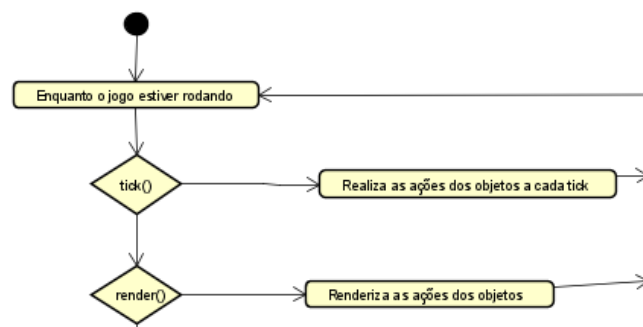 Enquanto o jogo estiver rodando
tick()
Realiza as ações dos objetos a cada tick
render()
Renderiza as ações dos objetos